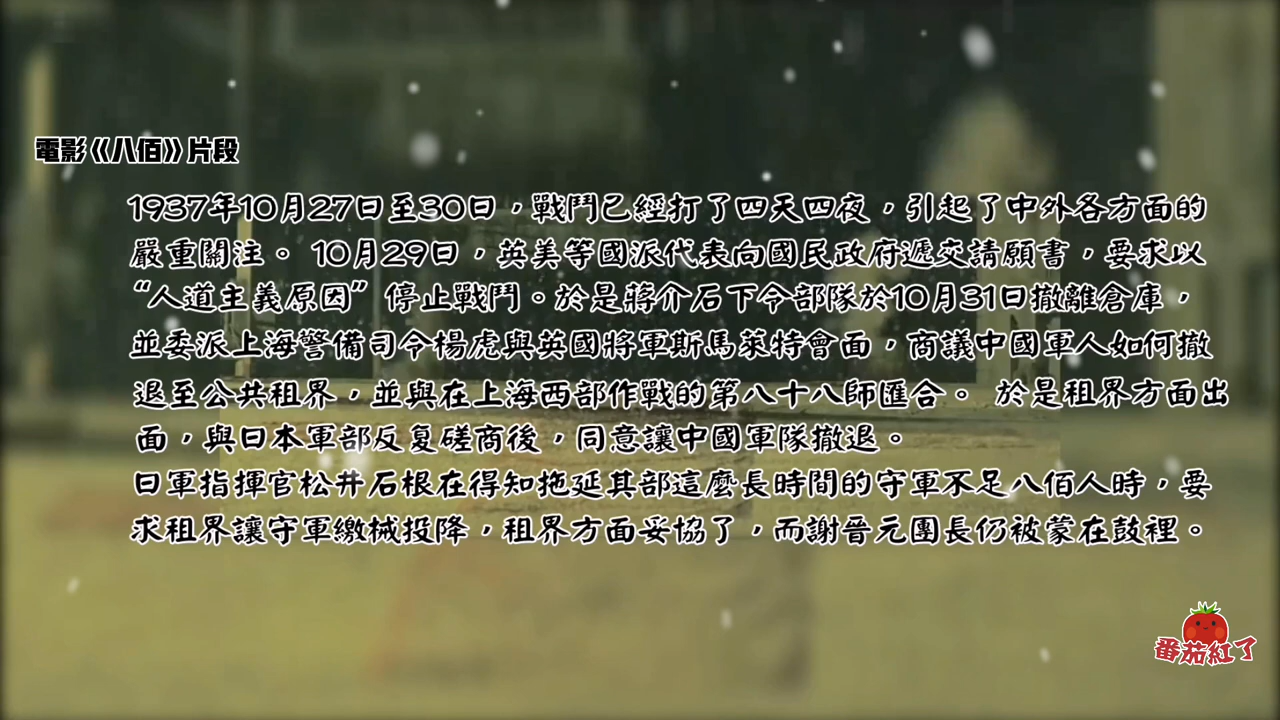 電影《八佰》片段
1937年10月27日至30日，戰鬥已經打了四天四夜，引起了中外各方面的
嚴重關注。 10月29日，英美等國派代表向國民政府遞交請願書，要求以
“人道主義原因”停止戰鬥。於是蔣介石下令部隊於10月31日撤離倉庫，
並委派上海警備司令楊虎與英國將軍斯馬萊特會面，商議中國軍人如何撤
退至公共租界，並與在上海西部作戰的第八十八師匯合。 於是租界方面出
面，與日本軍部反复磋商後，同意讓中國軍隊撤退。
日軍指揮官松井石根在得知拖延其部這麼長時間的守軍不足八佰人時，要
求租界讓守軍繳械投降，租界方面妥協了，而謝晉元團長仍被蒙在鼓裡。
番茄紅了